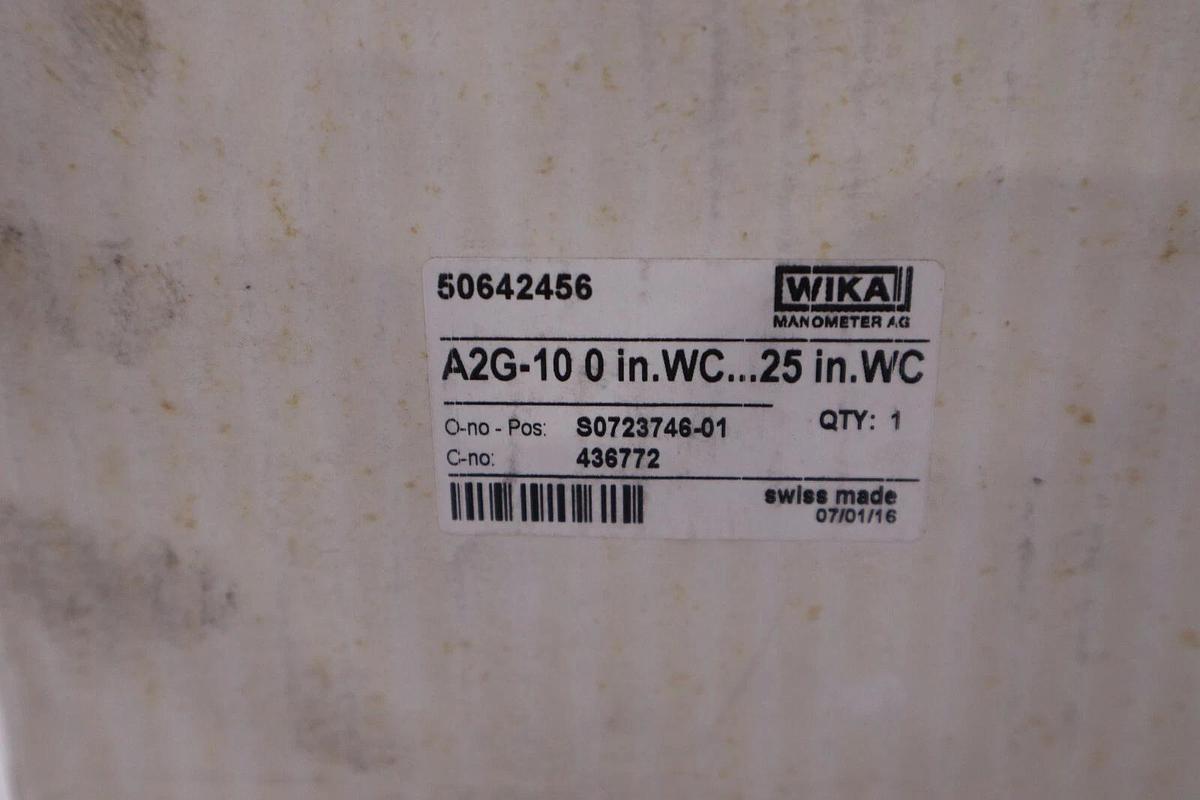 50642456
WIKA
MANOMETER AG
A2G-10 0 in.WC...25 in.WC
O-no - Pos: S0723746-01 QTY: 1
C-no: 436772
swiss made
07/01/16